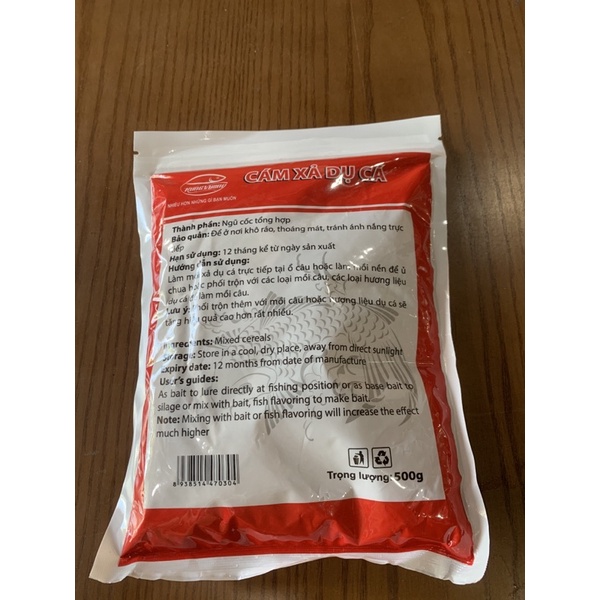 CÁM XẢ DỤ CÁ
NHIỀU HƠN NHỮNG GÌ BẠN MUỐN
Thành phần: Ngũ cốc tổng hợp
Bảo quản: Để ở nơi khô ráo, thoáng mát, tránh ánh nắng trực
tiếp
Hạn sử dụng: 12 tháng kể từ ngày sản xuất
Hướng dẫn sử dụng:
Làm mồi xả dụ cá trực tiếp tại ổ câu hoặc làm mồi nền để ủ
chua hoặc phối trộn với các loại mồi câu, các loại hương liệu
dụ cá để làm mồi câu.
Lưu ý: Phối trộn thêm với mồi câu hoặc hương liệu dụ cá sẽ
tăng hiệu quả cao hơn rất nhiều.
Ingredients: Mixed cereals
Storage: Store in a cool, dry place, away from direct sunlight
Expiry date: 12 months from date of manufacture
User's guides:
As bait to lure directly at fishing position or as base bait to
silage or mix with bait, fish flavoring to make bait.
Note: Mixing with bait or fish flavoring will increase the effect
much higher
8 938514 470304
Trọng lượng: 500g